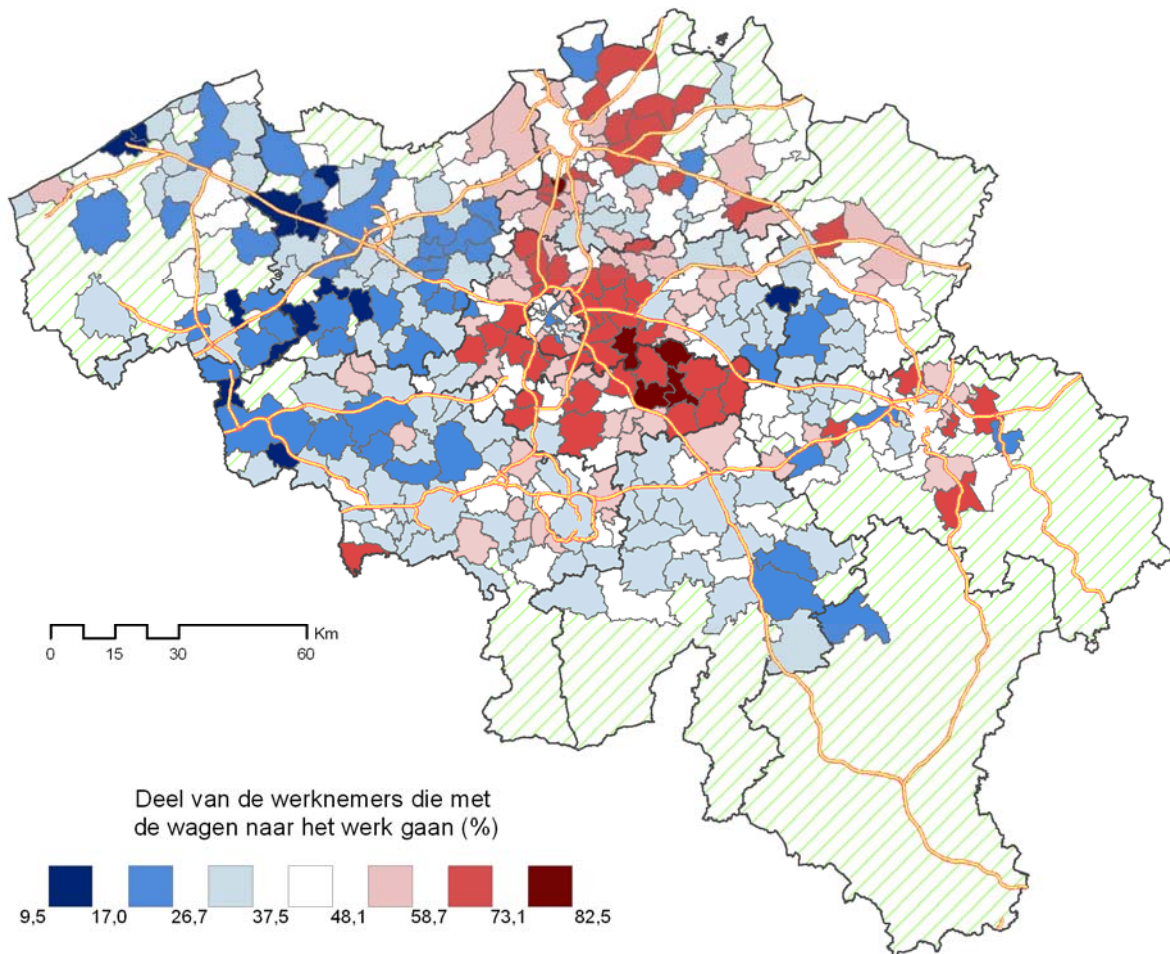 Km
0 15 30 60
Deel van de werknemers die met
de wagen naar het werk gaan (%)
9,5 17,0 26,7 37,5 48,1 58,7 73,1 82,5